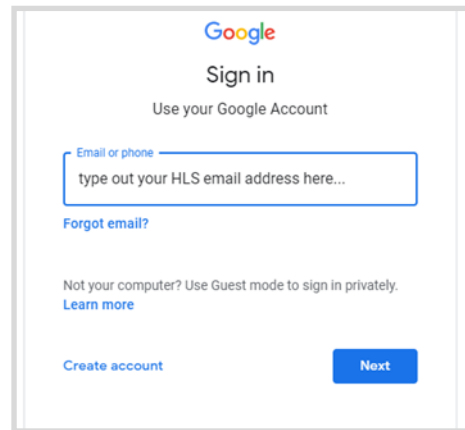 Google
Sign in
Use your Google Account
Email or phone
type out your HLS email address here...
Forgot email?
Not your computer? Use Guest mode to sign in privately.
Learn more
Create account
Next